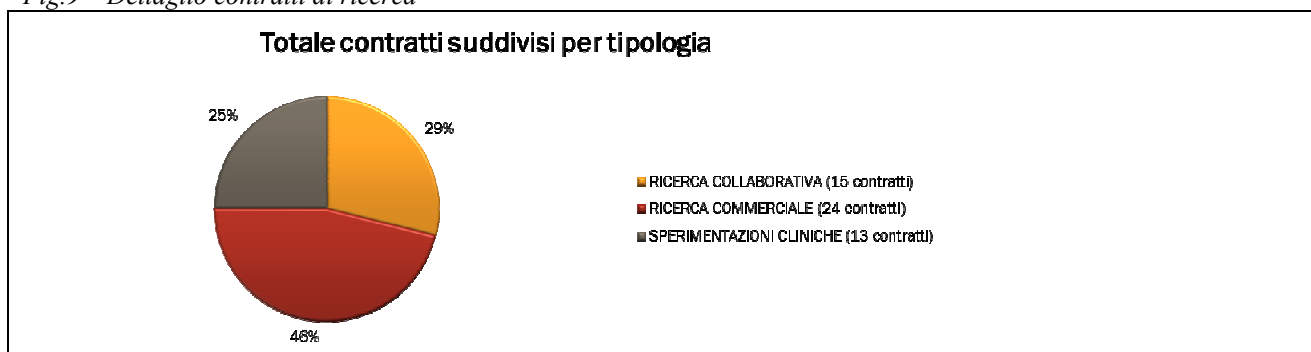 Fig.9 – Dettaglio contratti di ricerca
Totale contratti suddivisi per tipologia
25%
29%
RICERCA COLLABORATIVA (15 contratti)
RICERCA COMMERCIALE (24 contratti)
SPERIMENTAZIONI CLINICHE (13 contratti)
46%